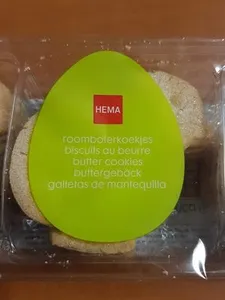 HEMA
roomboterkoekjes
biscuits au beurre
butter cookies
buttergebäck
galletas de mantequilla